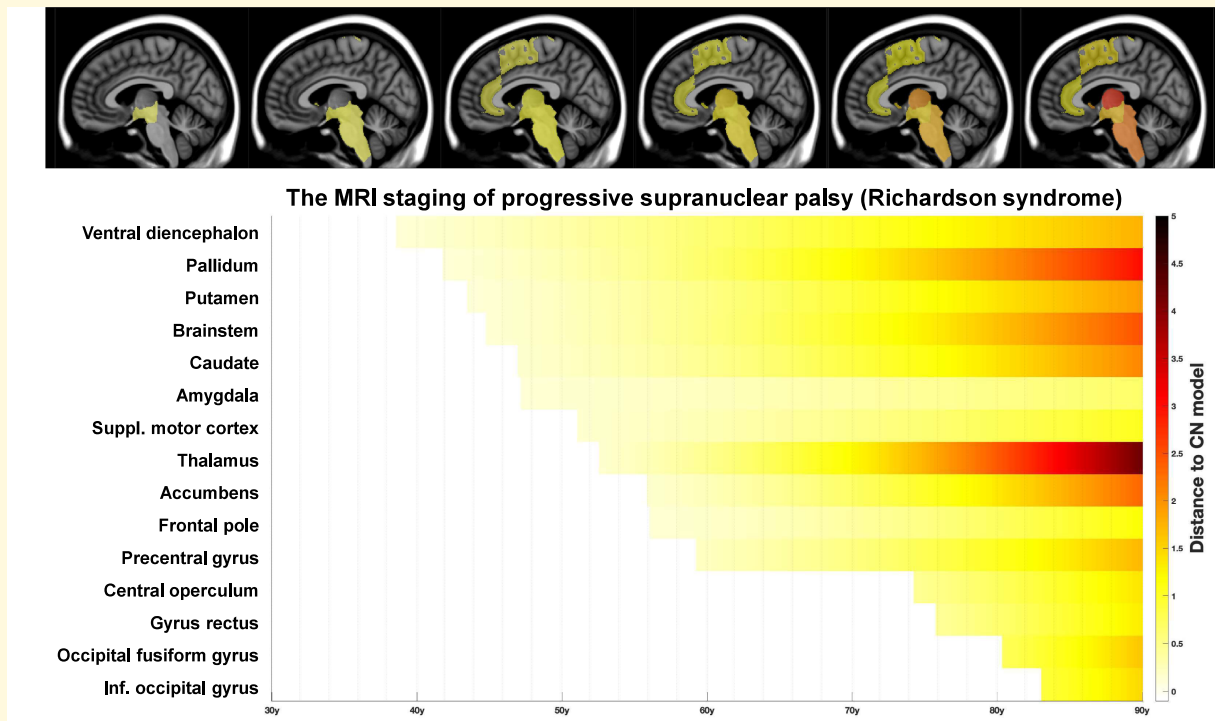 The MRI staging of progressive supranuclear palsy (Richardson syndrome)
Ventral diencephalon
Pallidum
Putamen
Brainstem
Caudate
Amygdala
Suppl. motor cortex
Thalamus
Accumbens
Frontal pole
Precentral gyrus
Central operculum
Gyrus rectus
Occipital fusiform gyrus
Inf. occipital gyrus
30y 40y 50y 60y 70y 80y 90y
5
4.5
4
3.5
3
2.5
2
1.5
1
0.5
0
Distance to CN model